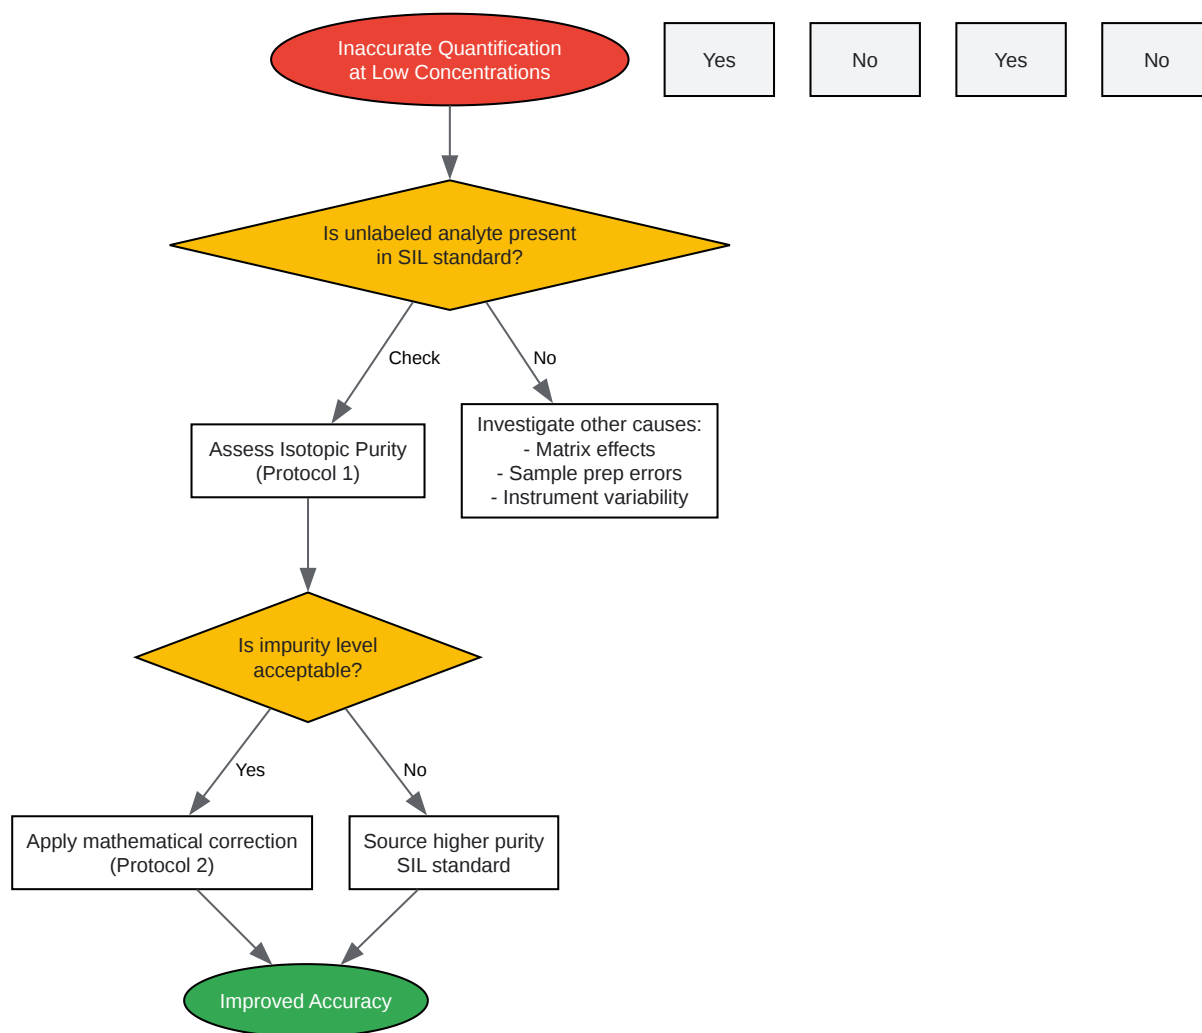 Inaccurate Quantification
at Low Concentrations
Yes
No
Yes
No
Is unlabeled analyte present
in SIL standard?
Check
No
Assess Isotopic Purity
(Protocol 1)
Investigate other causes:
- Matrix effects
- Sample prep errors
- Instrument variability
Is impurity level
acceptable?
Yes
No
Apply mathematical correction
(Protocol 2)
Source higher purity
SIL standard
Improved Accuracy